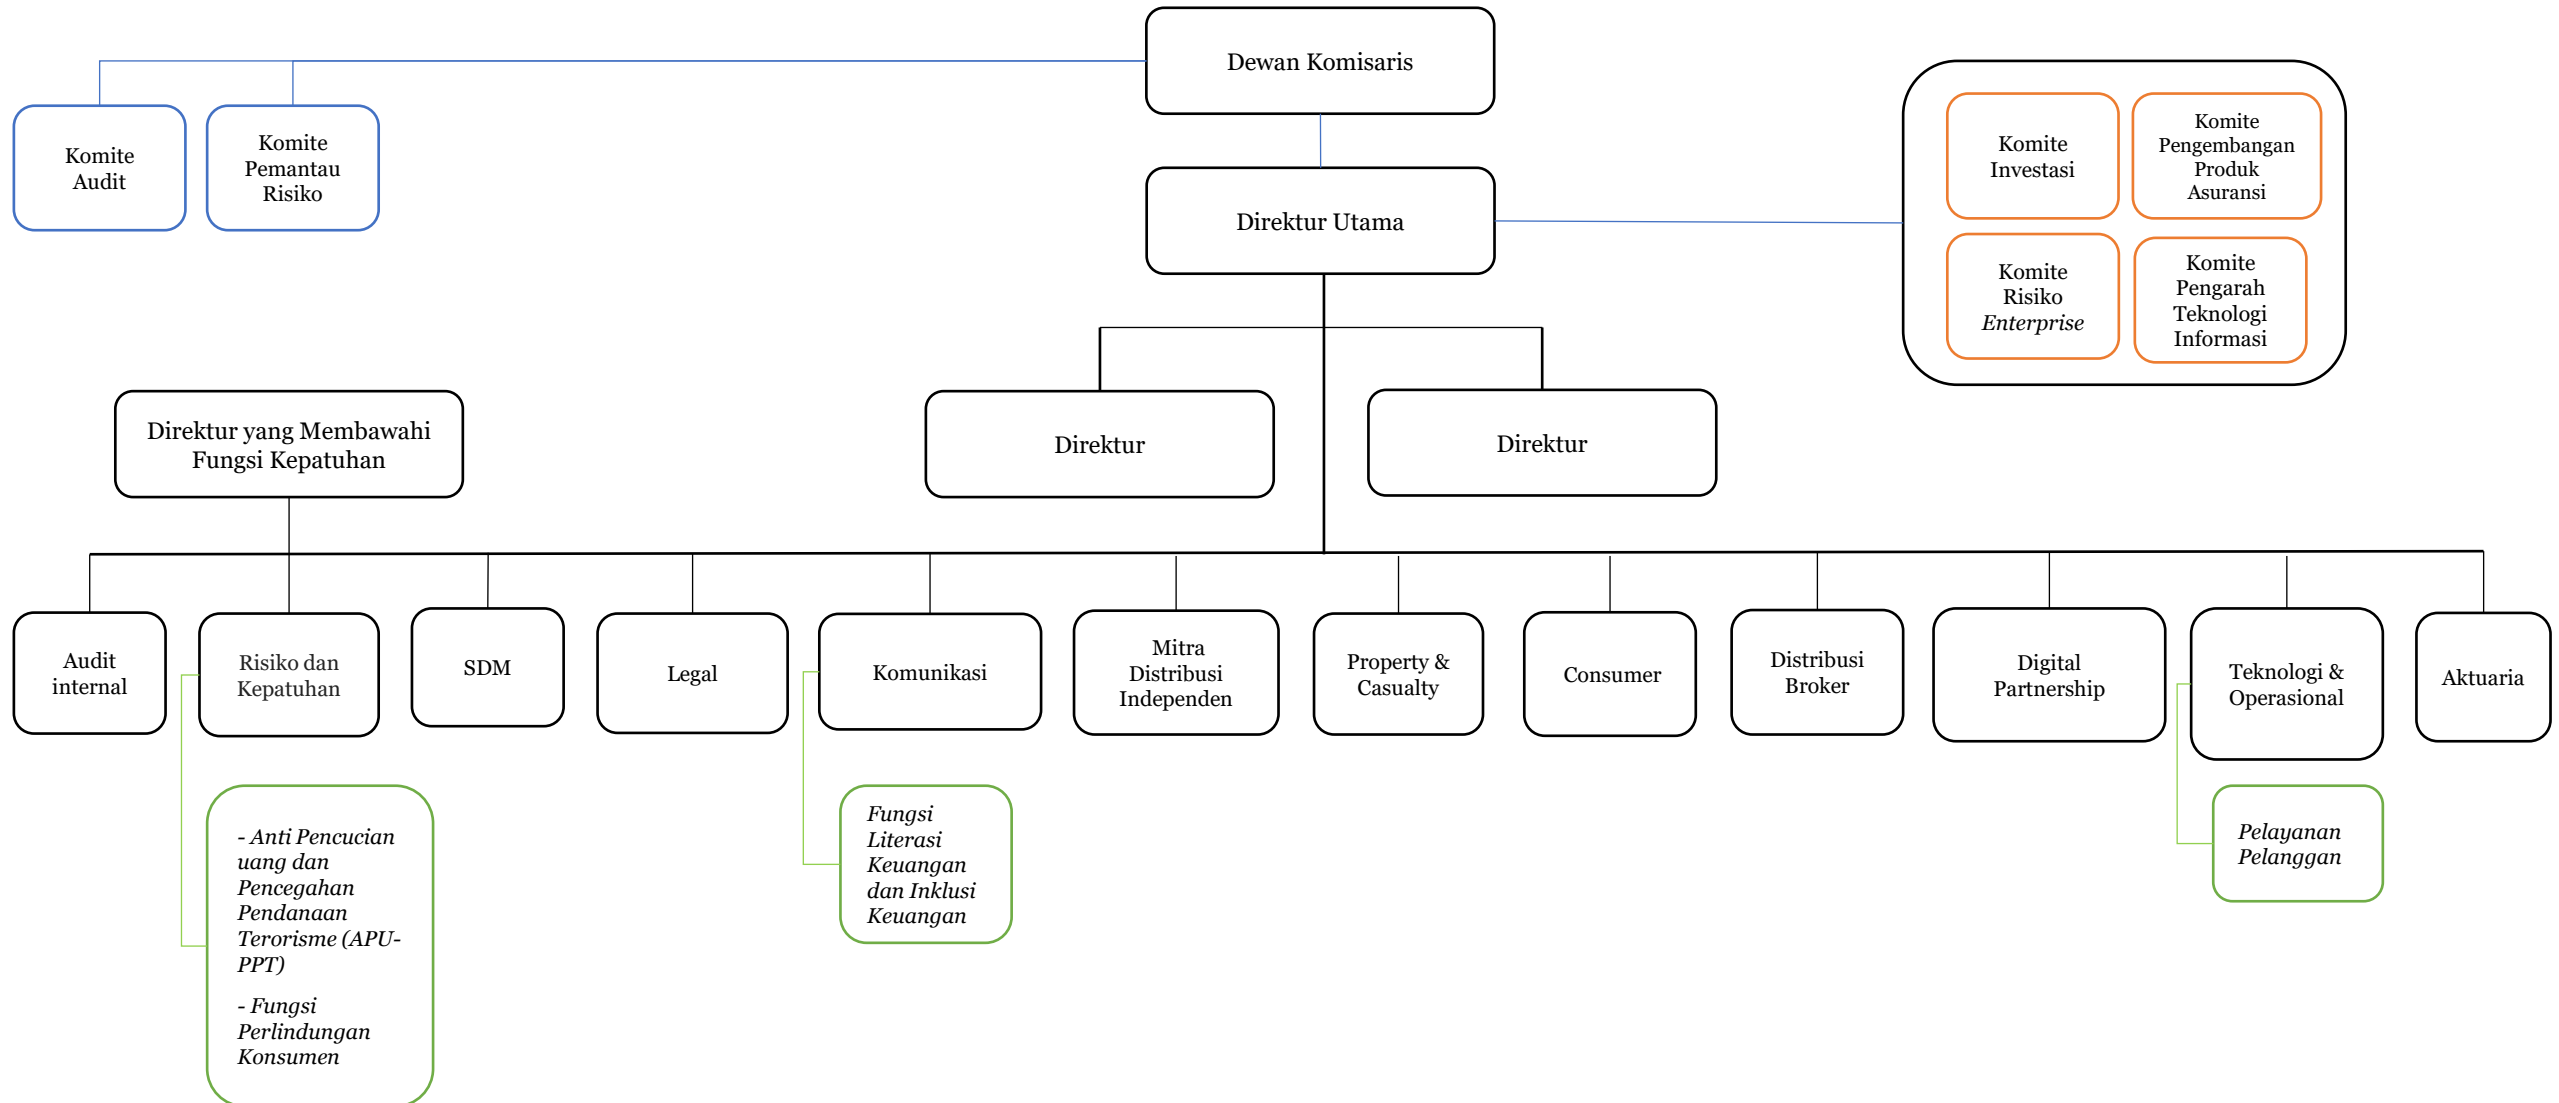 Dewan Komisaris
Komite
Audit
Komite
Pemantau
Risiko
Direktur Utama
Komite
Investasi
Komite
Pengembangan
Produk
Asuransi
Komite
Risiko
Enterprise
Komite
Pengarah
Teknologi
Informasi
Direktur yang Membawahi
Fungsi Kepatuhan
Direktur
Direktur
Audit
internal
Risiko dan
Kepatuhan
SDM
Legal
Komunikasi
Mitra
Distribusi
Independen
Property &
Casualty
Consumer
Distribusi
Broker
Digital
Partnership
Teknologi &
Operasional
Aktuaria
- Anti Pencucian
uang dan
Pencegahan
Pendanaan
Terorisme (APU-
PPT)
- Fungsi
Perlindungan
Konsumen
Fungsi
Literasi
Keuangan
dan Inklusi
Keuangan
Pelayanan
Pelanggan